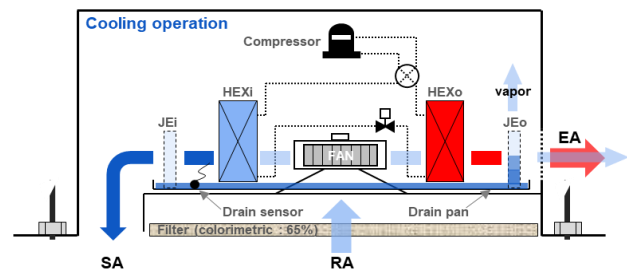 Cooling operation
Compressor
HEXi
HEXo
vapor
JEi
JEo
EA
FAN
Drain sensor
Drain pan
Filter (colorimetric : 65%)
SA
RA